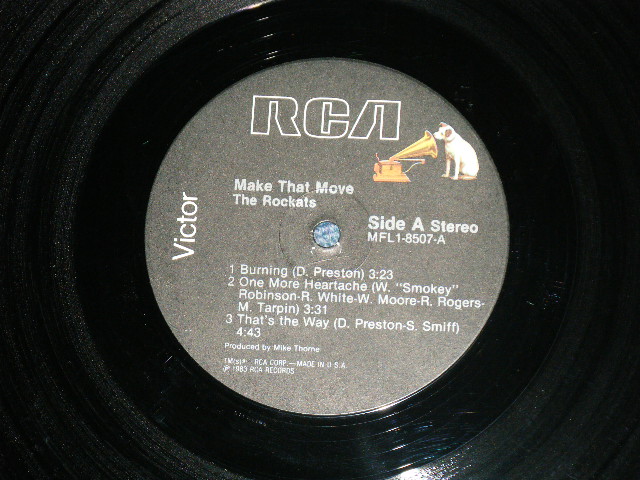 RCA
Victor
Make That Move
The Rockats
Side A Stereo
MFL1-8507-A
1 Burning (D. Preston) 3:23
2 One More Heartache (W. "Smokey"
Robinson-R. White-W. Moore-R. Rogers-
M. Tarpin) 3:31
3 That's the Way (D. Preston-S. Smiff)
4:43
Produced by Mike Thorne
TM(s)® RCA CORP.—MADE IN U.S.A.
℗ 1983 RCA RECORDS